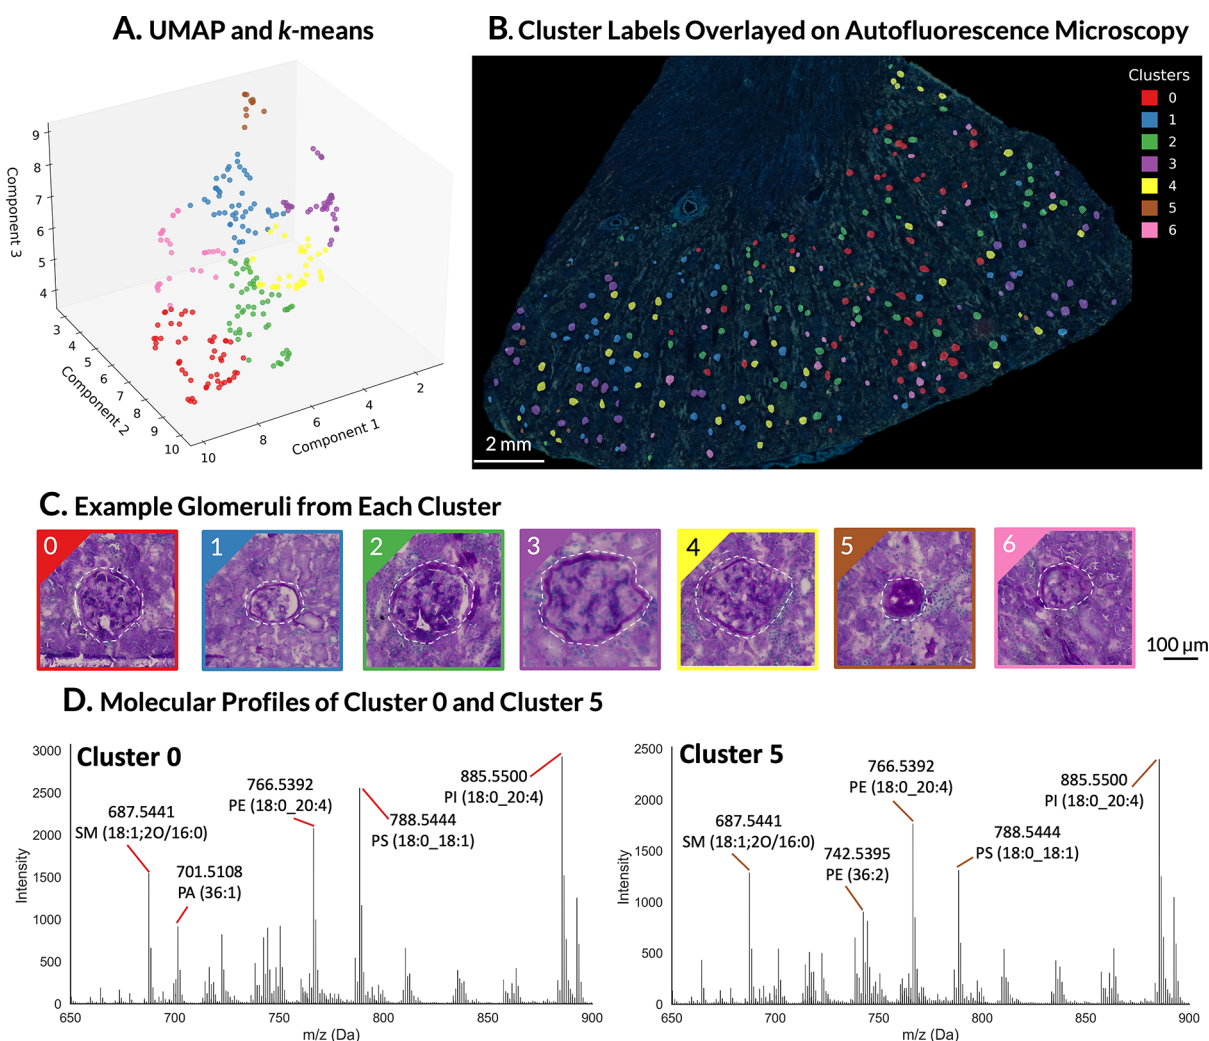 A. UMAP and k-means
B. Cluster Labels Overlayed on Autofluorescence Microscopy
9
8
7
6
5
4
Component 3
3
4
5
6
7
8
9
10
Component 2
10
8
6
4
2
Component 1
Clusters
0
1
2
3
4
5
6
2 mm
C. Example Glomeruli from Each Cluster
0
1
2
3
4
5
6
100 µm
D. Molecular Profiles of Cluster 0 and Cluster 5
Cluster 0
3000
2500
2000
1500
1000
500
0
Intensity
687.5441
SM (18:1;2O/16:0)
701.5108
PA (36:1)
766.5392
PE (18:0_20:4)
788.5444
PS (18:0_18:1)
885.5500
PI (18:0_20:4)
650
700
750
800
850
900
m/z (Da)
Cluster 5
2500
2000
1500
1000
500
0
Intensity
687.5441
SM (18:1;2O/16:0)
742.5395
PE (36:2)
766.5392
PE (18:0_20:4)
788.5444
PS (18:0_18:1)
885.5500
PI (18:0_20:4)
650
700
750
800
850
900
m/z (Da)